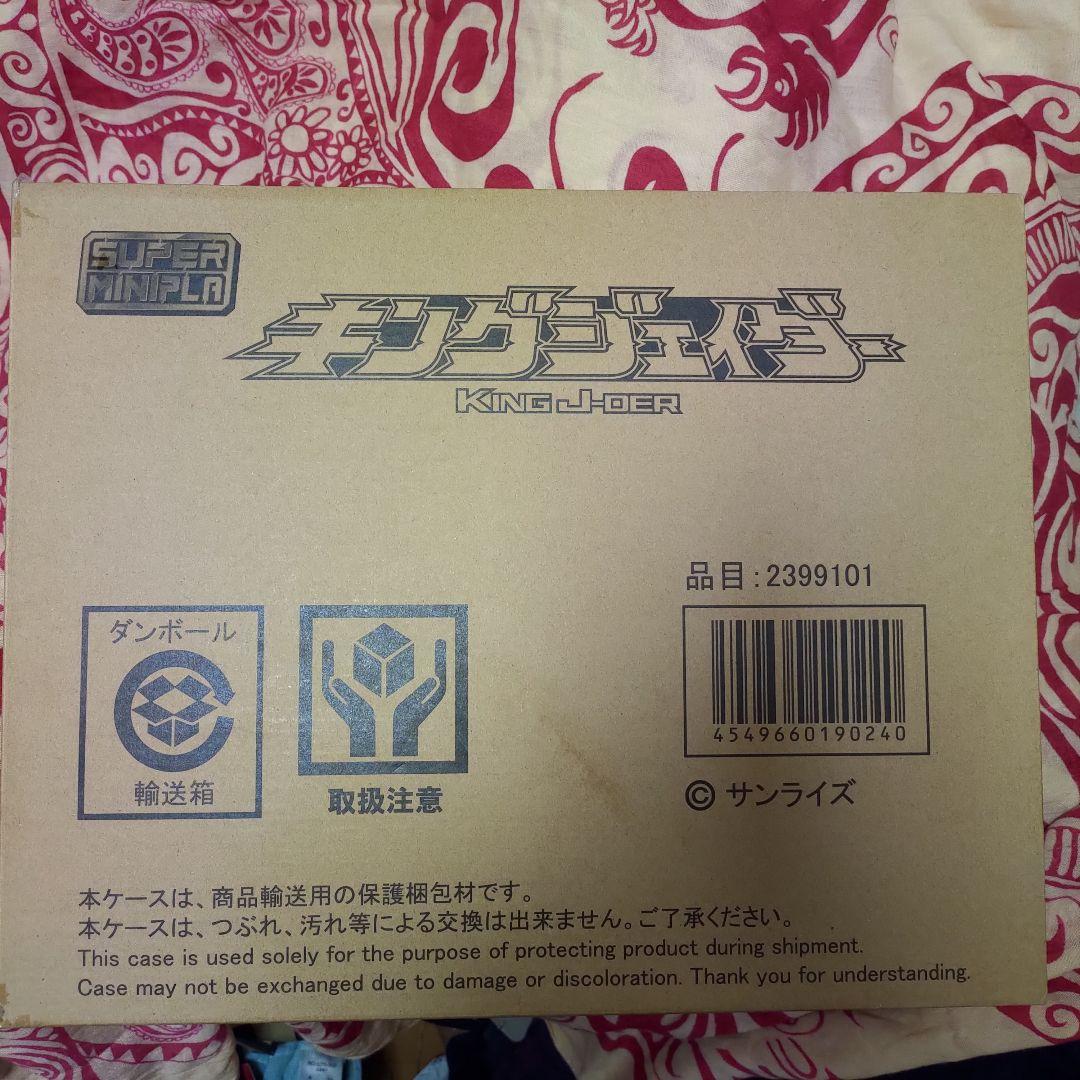 SUPER
MINIPLA
キングジェイダー
KING J-DER
品目:2399101
ダンボール
輸送箱
取扱注意
4549660190240
© サンライズ
本ケースは、商品輸送用の保護梱包材です。
本ケースは、つぶれ、汚れ等による交換は出来ません。ご了承ください。
This case is used solely for the purpose of protecting product during shipment.
Case may not be exchanged due to damage or discoloration. Thank you for understanding.